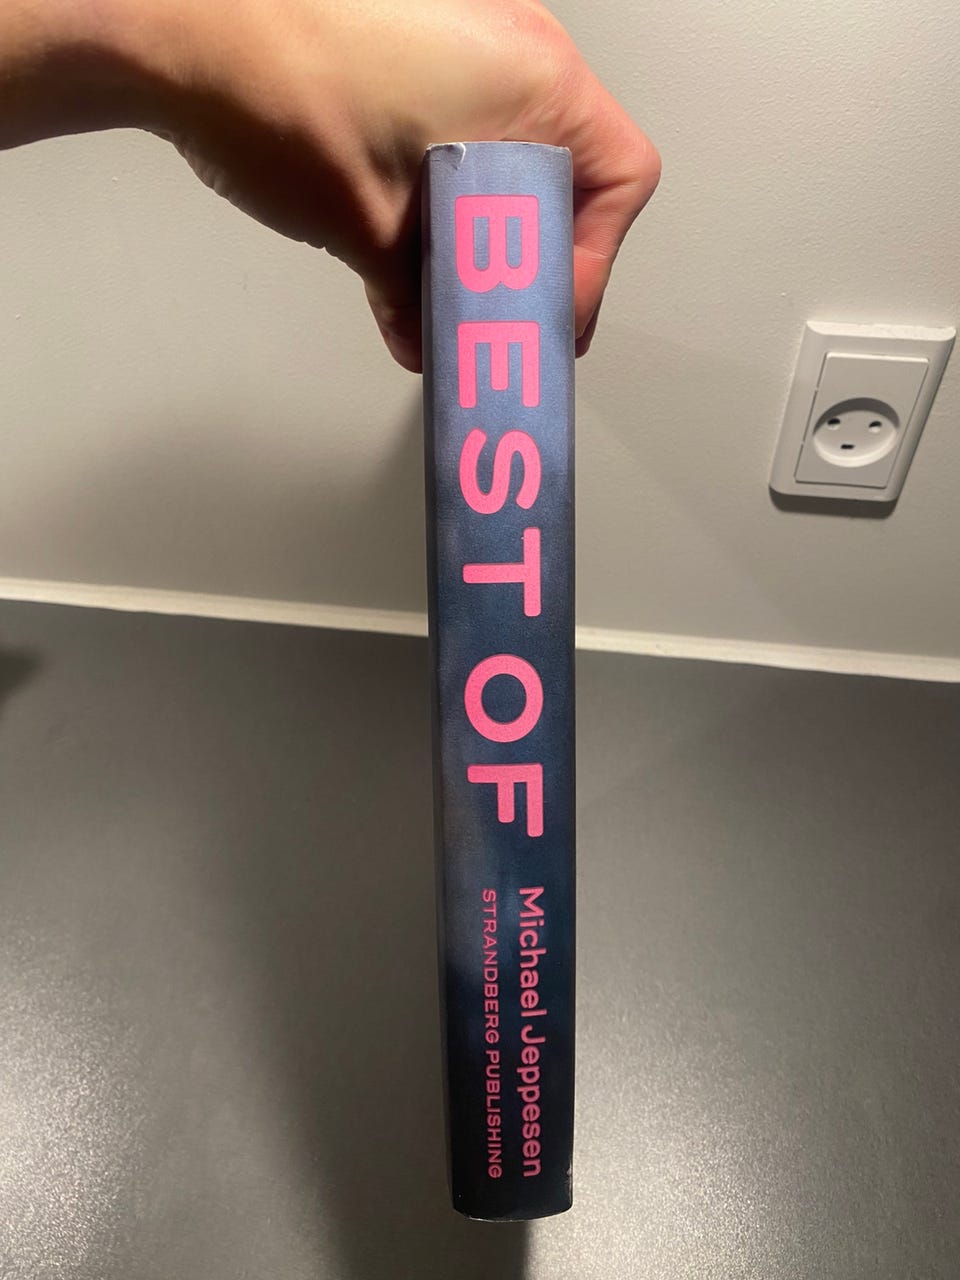 BEST OF
Michael Jeppesen
STRANDBERG PUBLISHING